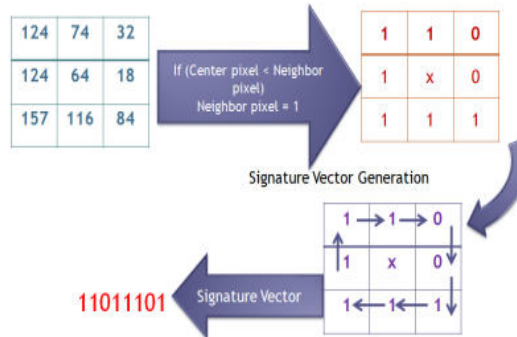 124 74 32
124 64 18
157 116 84
If (Center pixel < Neighbor
pixel)
Neighbor pixel = 1
1 1 0
1 x 0
1 1 1
Signature Vector Generation
1 1 0
1 x 0
1 1 1
Signature Vector
11011101